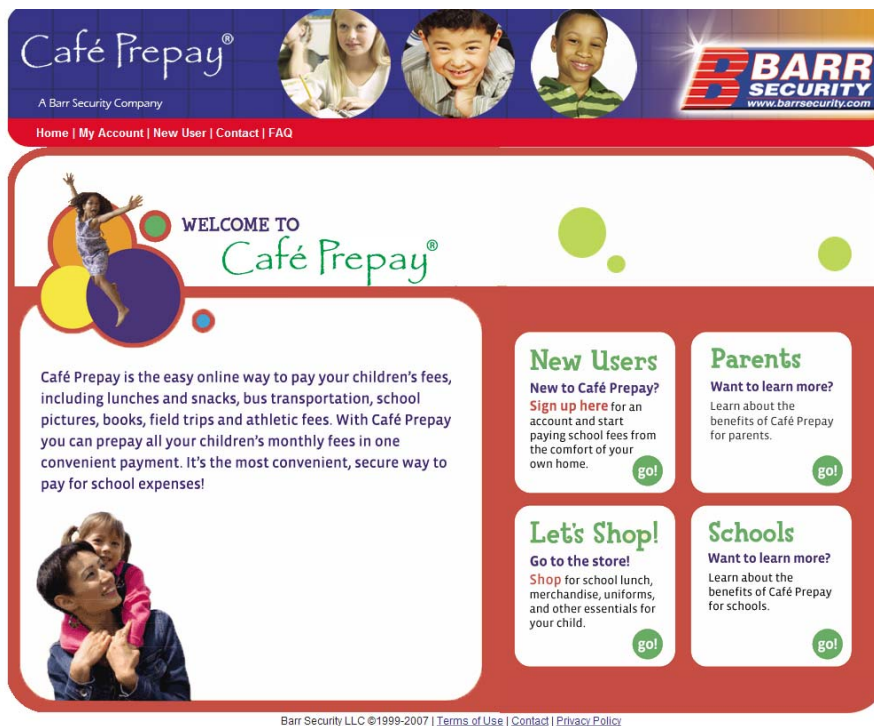 Café Prepay®
A Barr Security Company
B BARR
SECURITY
www.barrsecurity.com
Home | My Account | New User | Contact | FAQ
WELCOME TO
Café Prepay®
Café Prepay is the easy online way to pay your children's fees,
including lunches and snacks, bus transportation, school
pictures, books, field trips and athletic fees. With Café Prepay
you can prepay all your children's monthly fees in one
convenient payment. It's the most convenient, secure way to
pay for school expenses!
New Users
New to Café Prepay?
Sign up here for an
account and start
paying school fees from
the comfort of your
own home.
go!
Parents
Want to learn more?
Learn about the
benefits of Café Prepay
for parents.
go!
Let's Shop!
Go to the store!
Shop for school lunch,
merchandise, uniforms,
and other essentials for
your child.
go!
Schools
Want to learn more?
Learn about the
benefits of Café Prepay
for schools.
go!
Barr Security LLC ©1999-2007 | Terms of Use | Contact | Privacy Policy